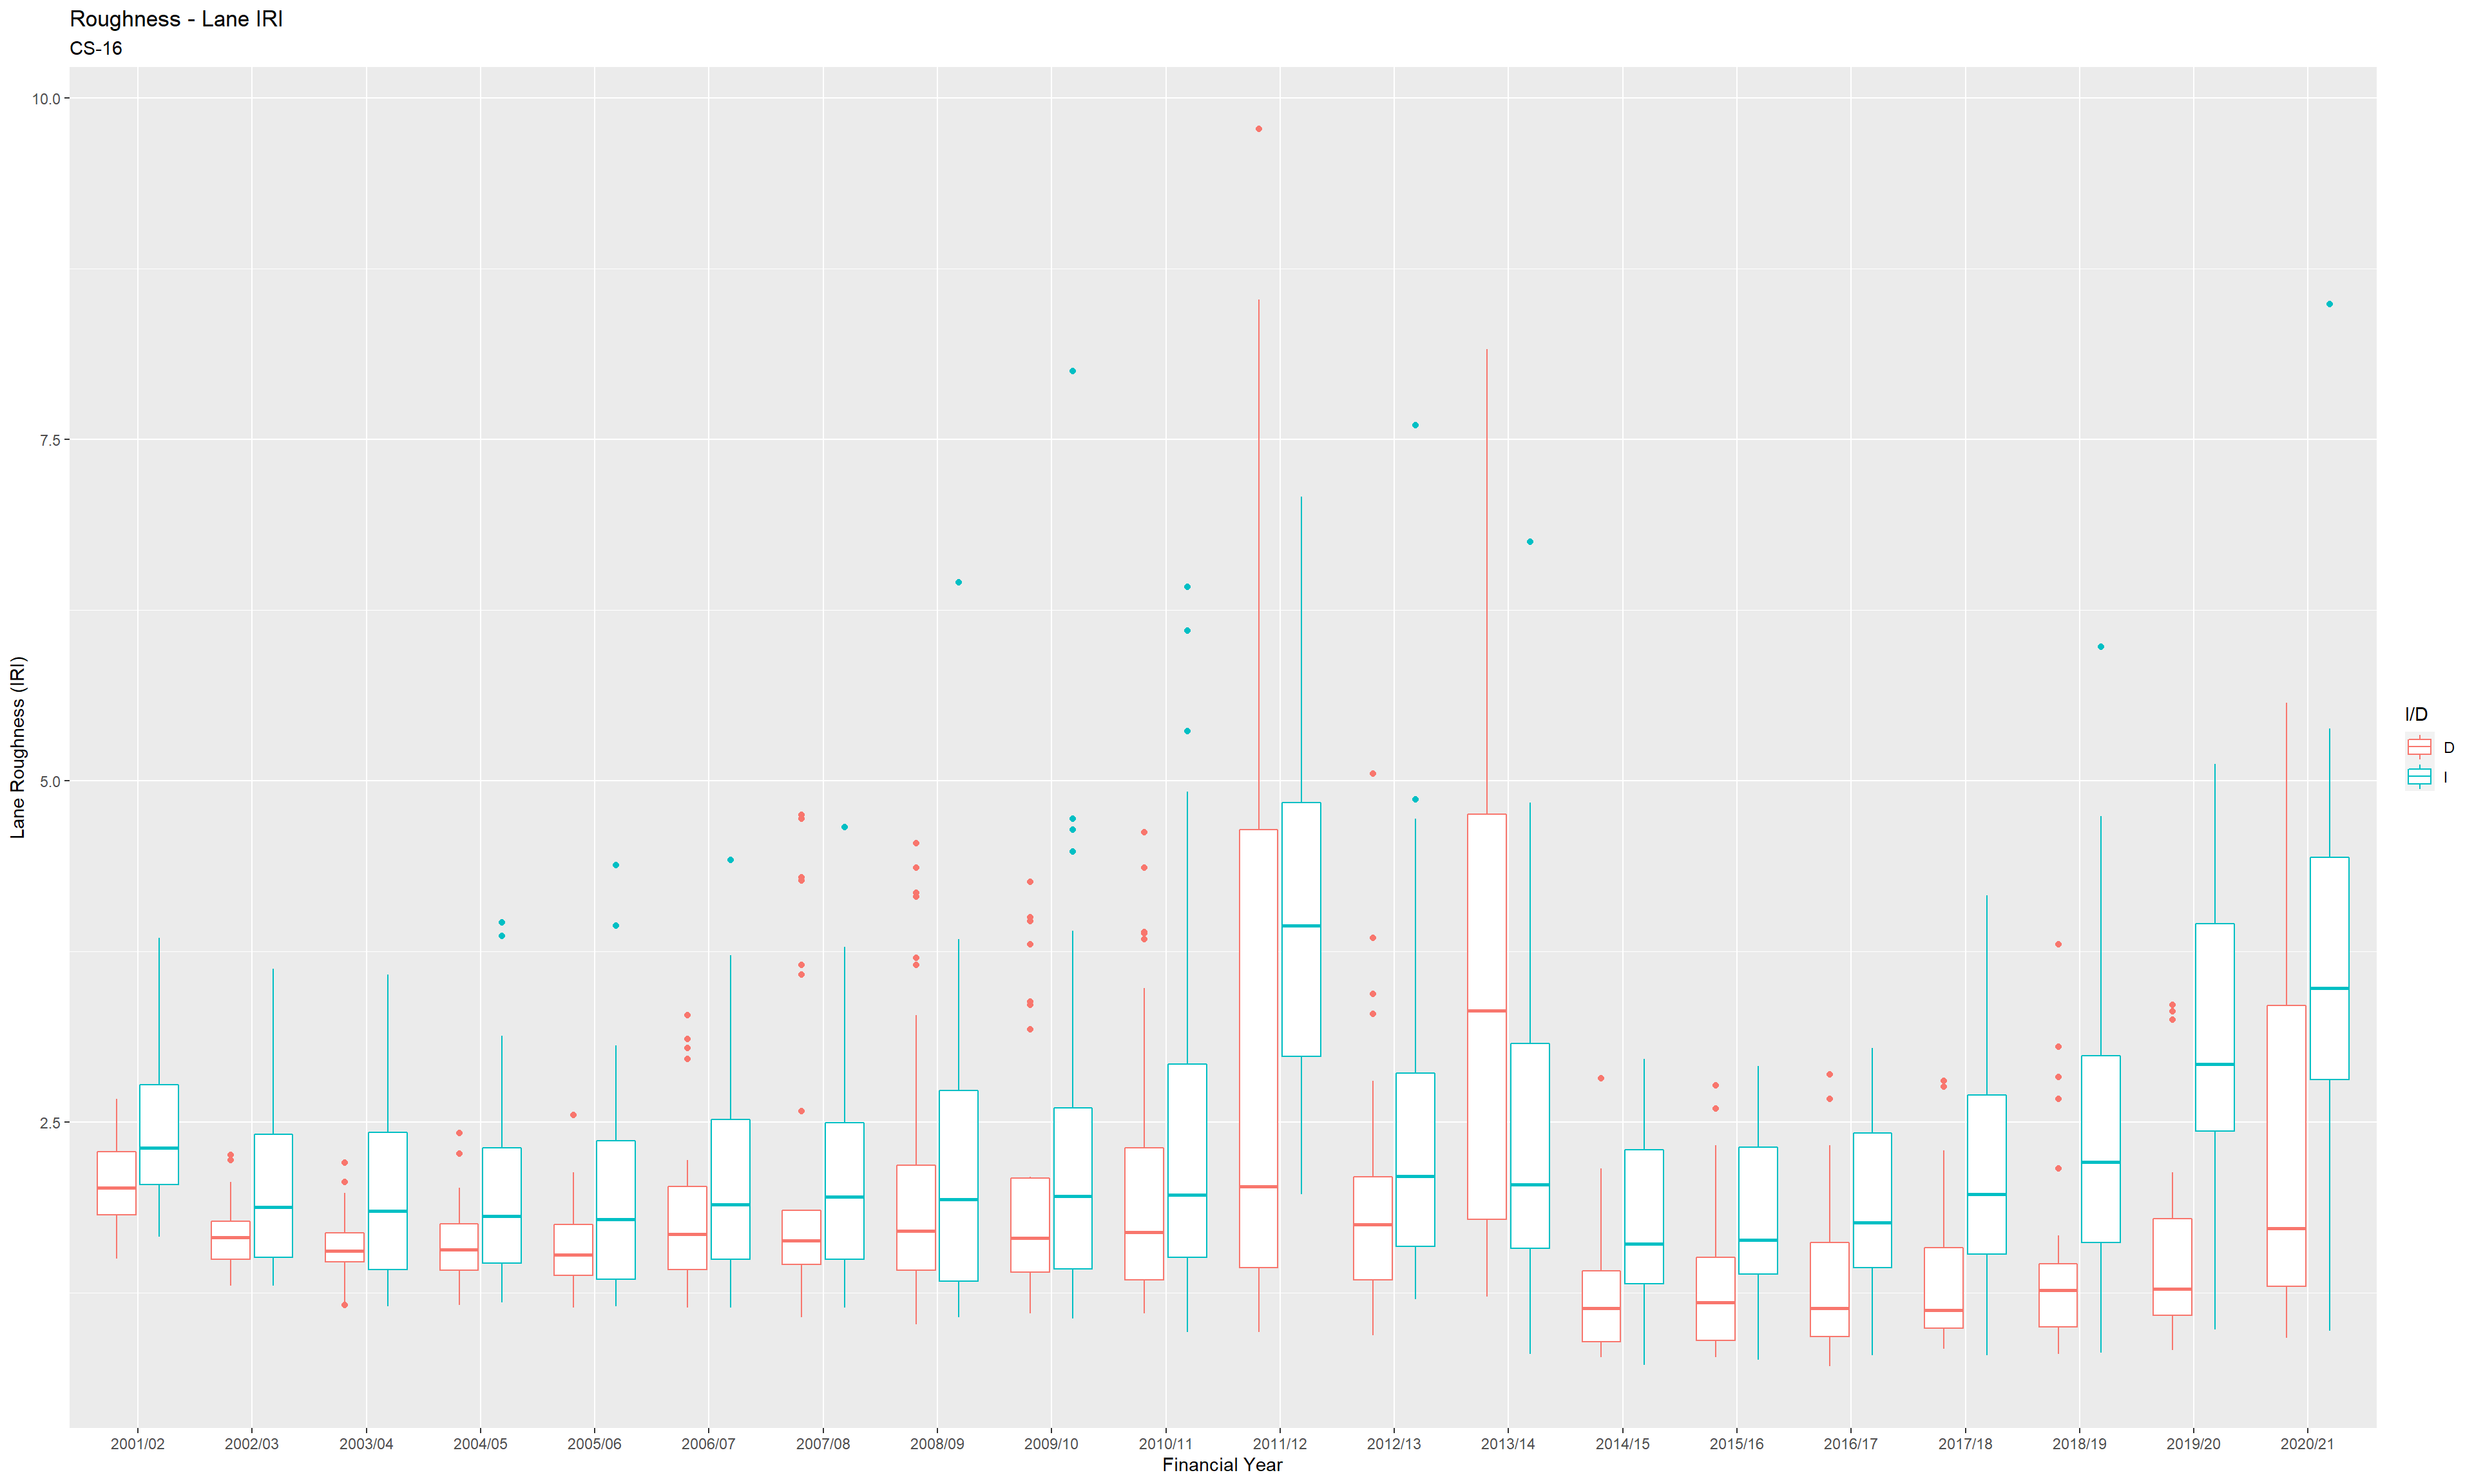 Roughness - Lane IRI
CS-16
10.0
7.5
5.0
2.5
Lane Roughness (IRI)
2001/02 2002/03 2003/04 2004/05 2005/06 2006/07 2007/08 2008/09 2009/10 2010/11 2011/12 2012/13 2013/14 2014/15 2015/16 2016/17 2017/18 2018/19 2019/20 2020/21
Financial Year
I/D
D
I